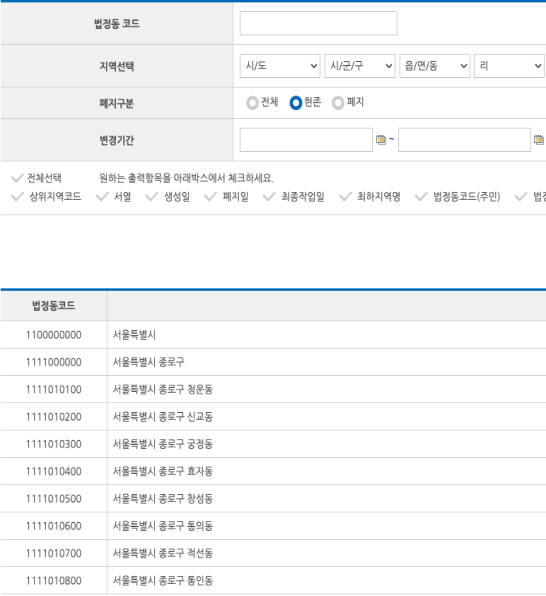 법정동 코드
지역선택 시/도 시/군/구 읍/면/동 리
폐지구분 전체 현존 폐지
변경기간 ~
전체선택 원하는 출력항목을 아래박스에서 체크하세요.
상위지역코드 서열 생성일 폐지일 최종작업일 최하지역명 법정동코드(주민) 법정
법정동코드
1100000000 서울특별시
1111000000 서울특별시 종로구
1111010100 서울특별시 종로구 청운동
1111010200 서울특별시 종로구 신교동
1111010300 서울특별시 종로구 궁정동
1111010400 서울특별시 종로구 효자동
1111010500 서울특별시 종로구 창성동
1111010600 서울특별시 종로구 통의동
1111010700 서울특별시 종로구 적선동
1111010800 서울특별시 종로구 통인동